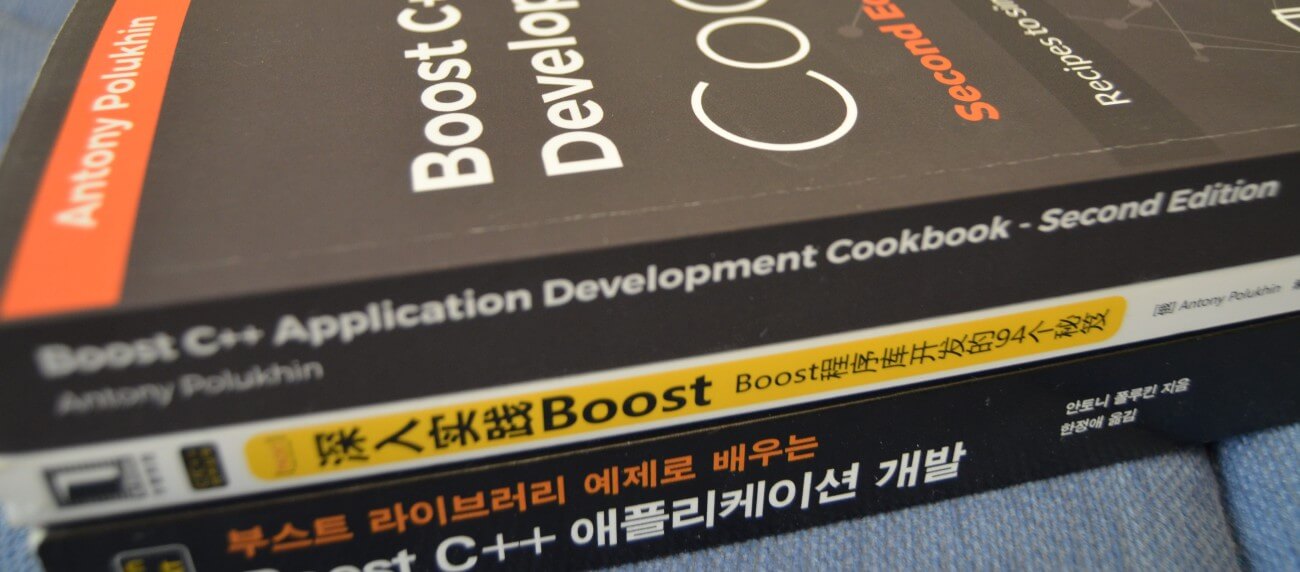 Antony Polukhin
Boost C++
Develop
Coo
Second Ed
Recipes to sim
Boost C++ Application Development Cookbook - Second Edition
Antony Polukhin
深入实践Boost Boost程序库开发的94个秘笈
[俄] Antony Polukhin
부스트 라이브러리 예제로 배우는
Boost C++ 애플리케이션 개발
안토니 폴루킨 지음
한정애 옮김